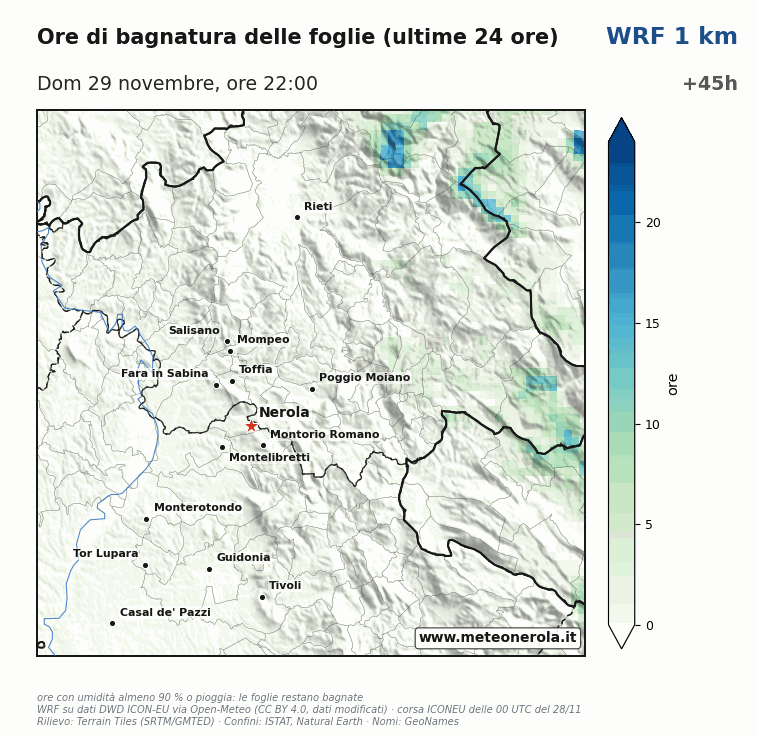 Ore di bagnatura delle foglie (ultime 24 ore)
WRF 1 km
Dom 29 novembre, ore 22:00
+45h
Rieti
Salisano
Mompeo
Fara in Sabina
Toffia
Poggio Moiano
Nerola
Montorio Romano
Montelibretti
Monterotondo
Tor Lupara
Guidonia
Tivoli
Casal de' Pazzi
www.meteonerola.it
20
15
10
5
0
ore
ore con umidità almeno 90 % o pioggia: le foglie restano bagnate
WRF su dati DWD ICON-EU via Open-Meteo (CC BY 4.0, dati modificati) · corsa ICONEU delle 00 UTC del 28/11
Rilievo: Terrain Tiles (SRTM/GMTED) · Confini: ISTAT, Natural Earth · Nomi: GeoNames